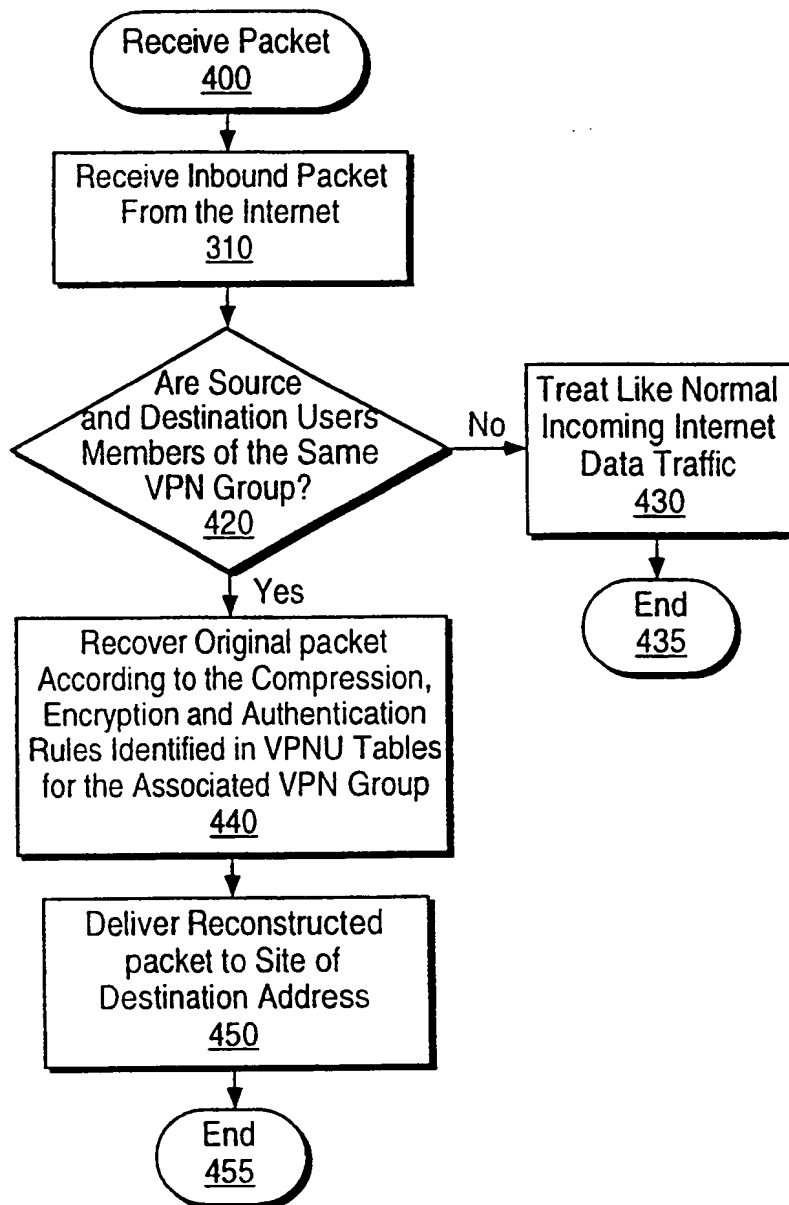 Receive Packet
400
Receive Inbound Packet
From the Internet
310
Are Source
and Destination Users
Members of the Same
VPN Group?
420
No
Treat Like Normal
Incoming Internet
Data Traffic
430
End
435
Yes
Recover Original packet
According to the Compression,
Encryption and Authentication
Rules Identified in VPNU Tables
for the Associated VPN Group
440
Deliver Reconstructed
packet to Site of
Destination Address
450
End
455